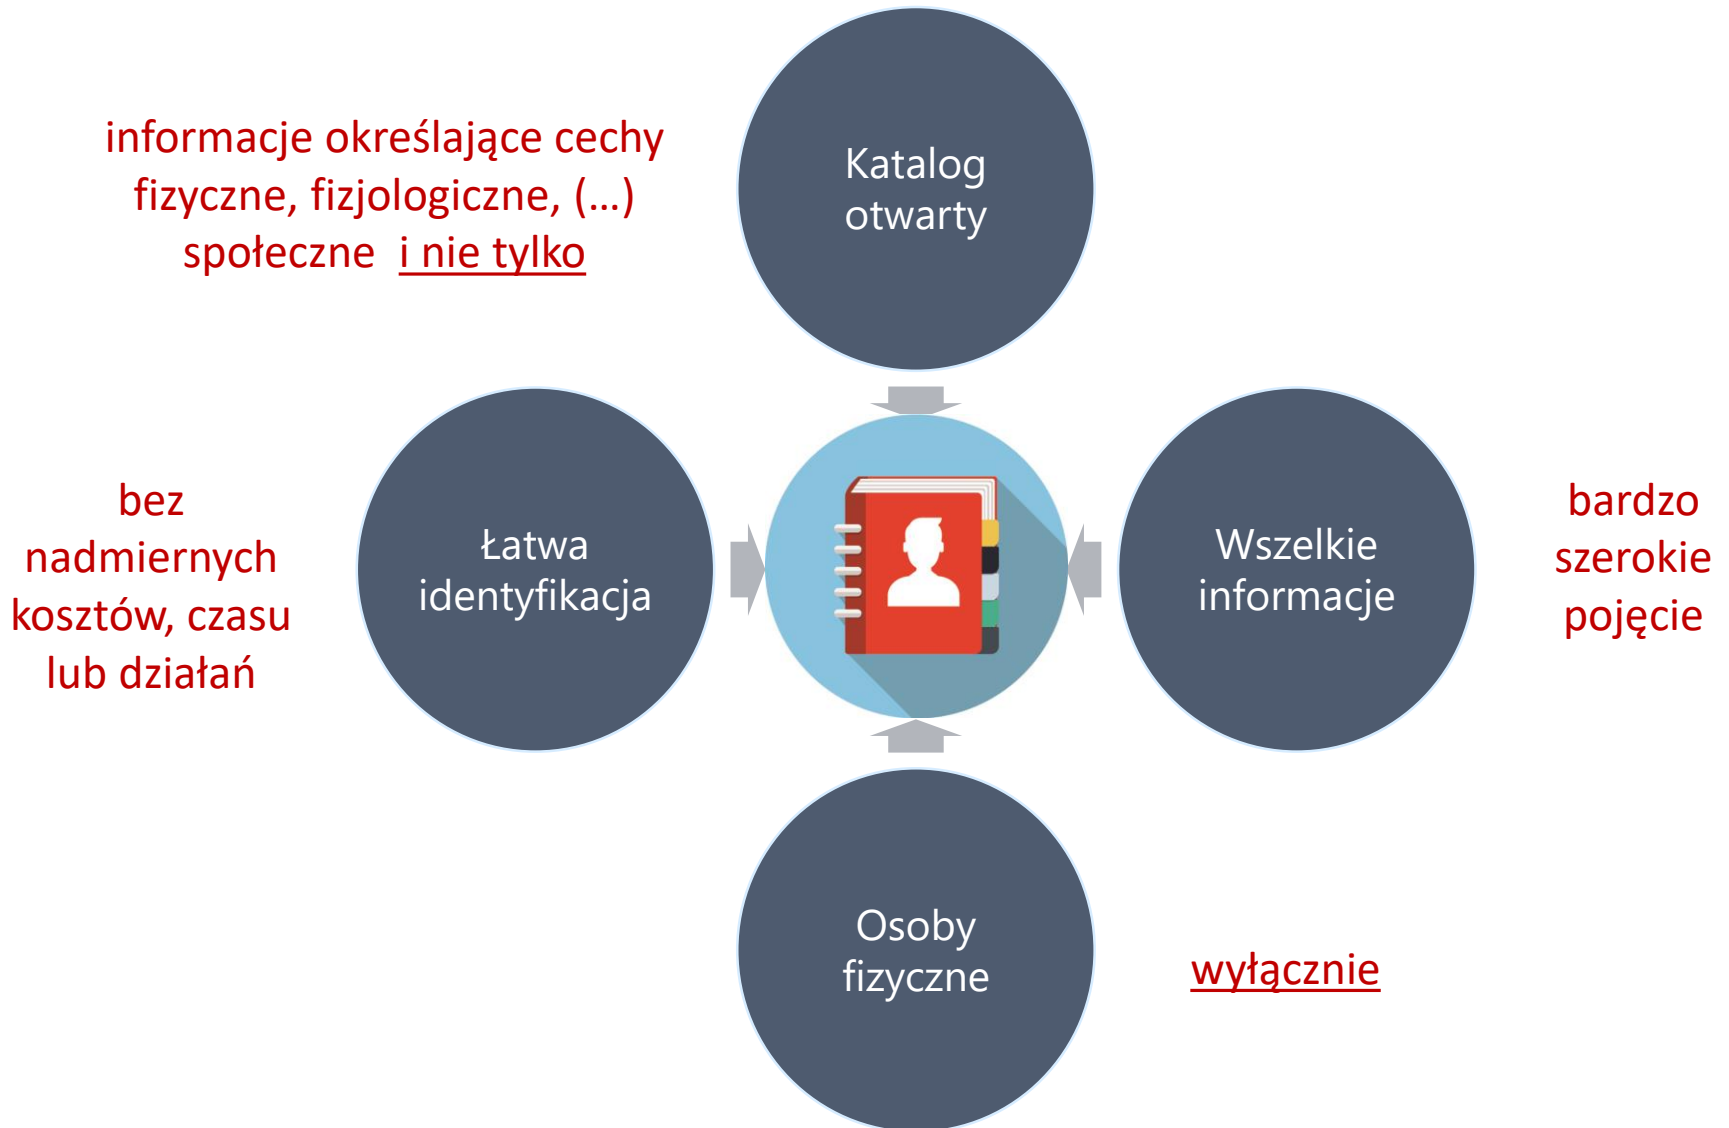 informacje określające cechy
fizyczne, fizjologiczne, (...)
społeczne i nie tylko
Katalog
otwarty
bez
nadmiernych
kosztów, czasu
lub działań
Łatwa
identyfikacja
Wszelkie
informacje
bardzo
szerokie
pojęcie
Osoby
fizyczne
wyłącznie